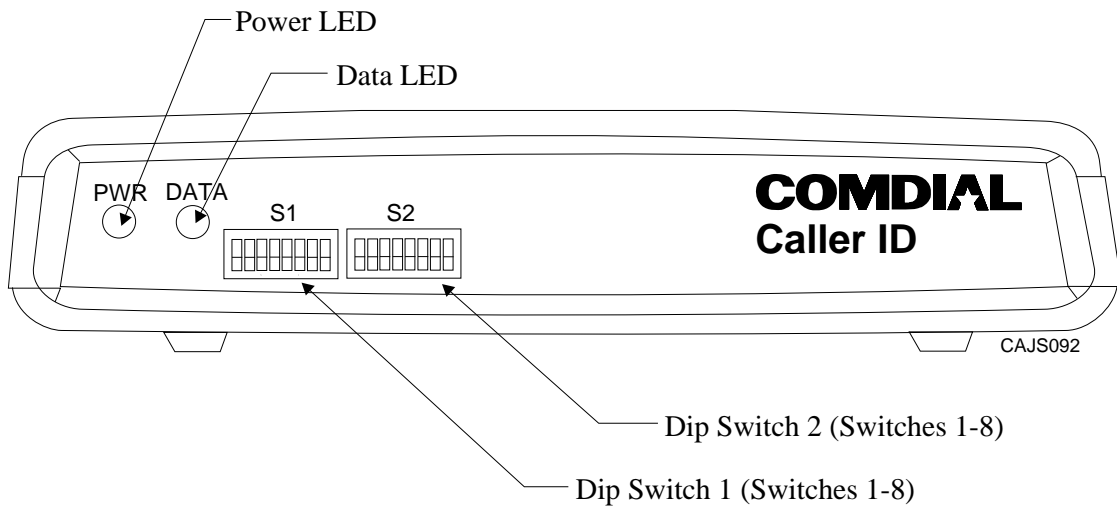 Power LED
Data LED
PWR DATA
COMDIAL
S1 S2
Caller ID
CAJS092
Dip Switch 2 (Switches 1-8)
Dip Switch 1 (Switches 1-8)